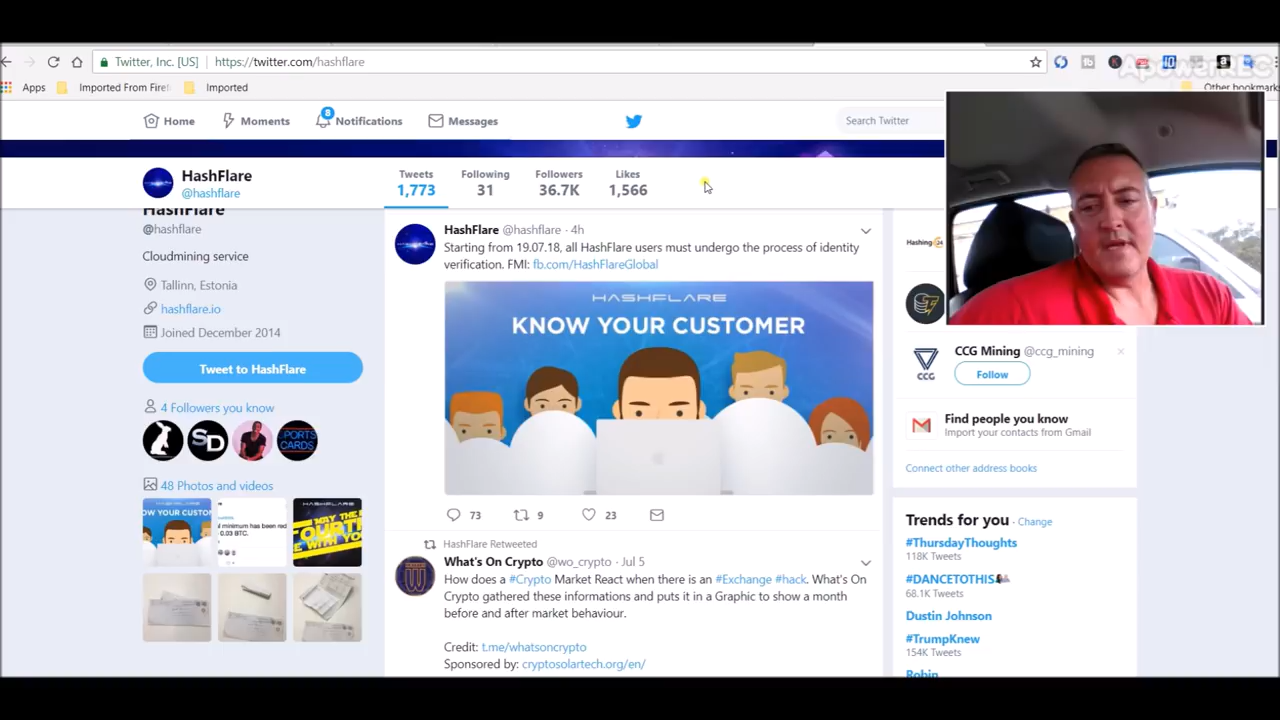 Twitter, Inc. [US] https://twitter.com/hashflare
ApowerREC
Apps Imported From Firef Imported Other bookmark
Home Moments 8 Notifications Messages Search Twitter
HashFlare
@hashflare
Tweets Following Followers Likes
1,773 31 36.7K 1,566
HashFlare
@hashflare
Cloudmining service
Tallinn, Estonia
hashflare.io
Joined December 2014
Tweet to HashFlare
4 Followers you know
SD
SPORTS
CARDS
48 Photos and videos
HashFlare @hashflare · 4h
Starting from 19.07.18, all HashFlare users must undergo the process of identity
verification. FMI: fb.com/HashFlareGlobal
HASHFLARE
KNOW YOUR CUSTOMER
73 9 23
HashFlare Retweeted
What's On Crypto @wo_crypto · Jul 5
How does a #Crypto Market React when there is an #Exchange #hack. What's On
Crypto gathered these informations and puts it in a Graphic to show a month
before and after market behaviour.
Credit: t.me/whatsoncrypto
Sponsored by: cryptosolartech.org/en/
Hashing24
CCG Mining @ccg_mining ×
CCG
Follow
Find people you know
Import your contacts from Gmail
Connect other address books
Trends for you · Change
#ThursdayThoughts
118K Tweets
#DANCETOTHIS
68.1K Tweets
Dustin Johnson
#TrumpKnew
154K Tweets
Robin